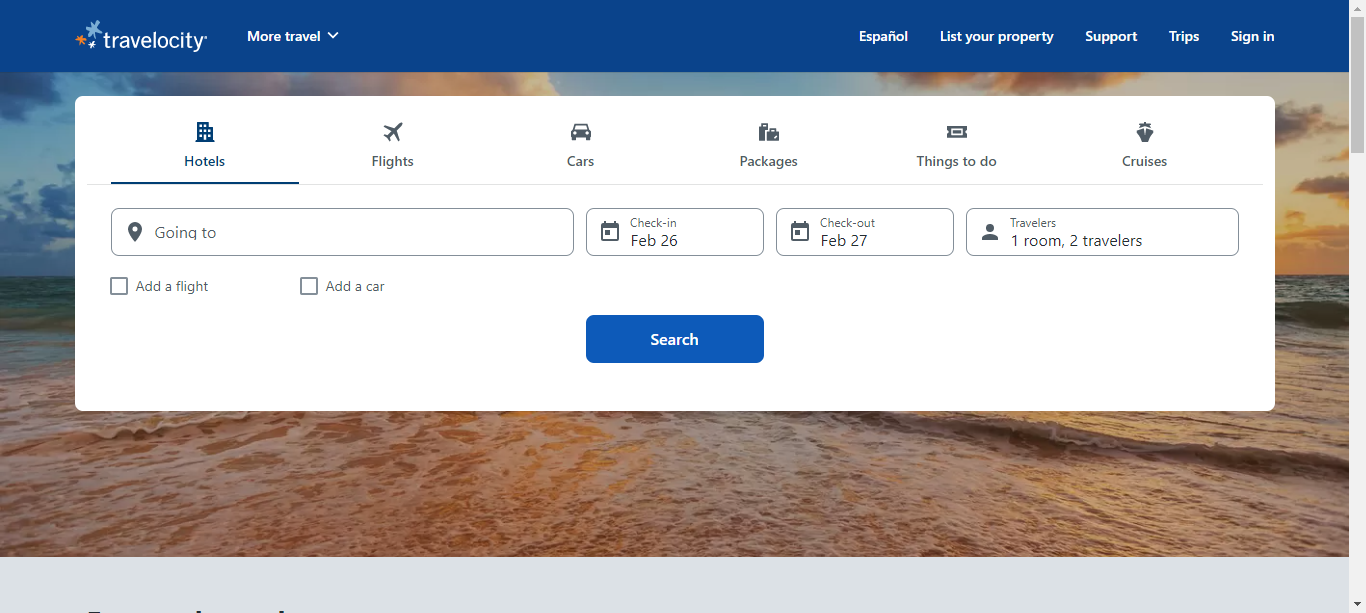 travelocity
More travel
Español
List your property
Support
Trips
Sign in
Hotels
Flights
Cars
Packages
Things to do
Cruises
Going to
Check-in
Feb 26
Check-out
Feb 27
Travelers
1 room, 2 travelers
Add a flight
Add a car
Search